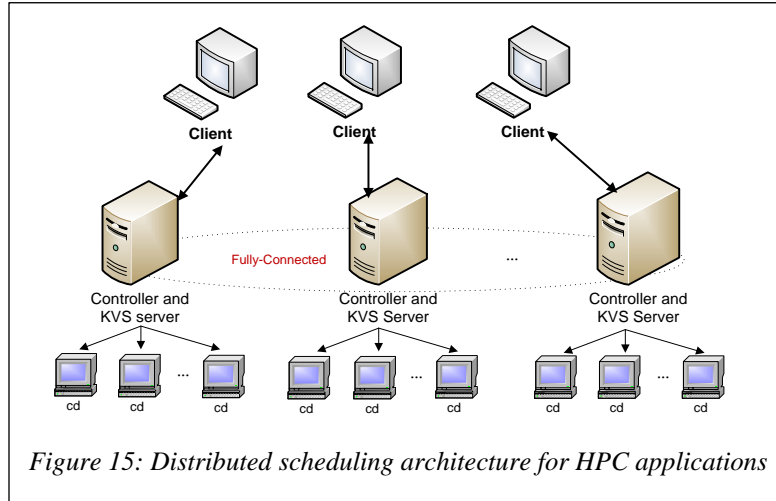 Client Client Client
Fully-Connected ...
Controller and Controller and Controller and
KVS server KVS Server KVS Server
... ... ...
cd cd cd cd cd cd cd cd cd
Figure 15: Distributed scheduling architecture for HPC applications